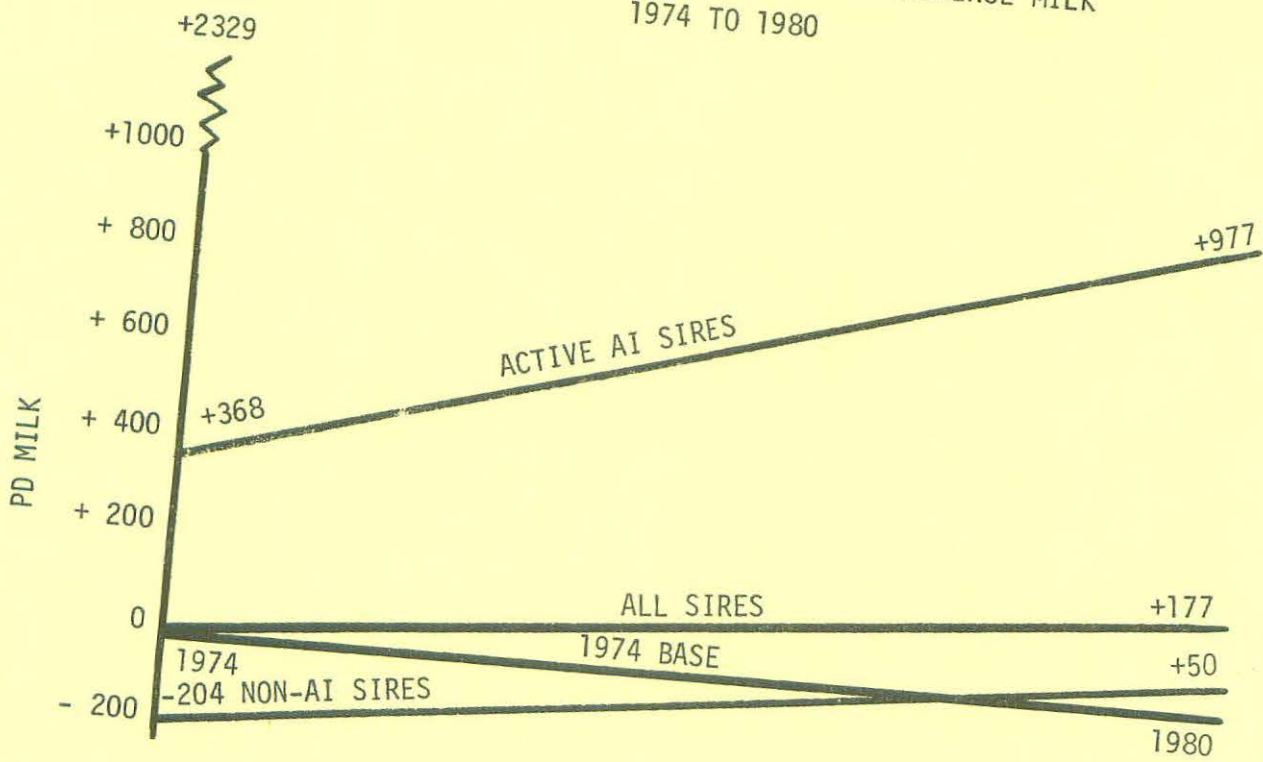 MILK
1974 TO 1980
+2329
+1000
+ 800
+977
+ 600
ACTIVE AI SIRES
+ 400
+368
PD MILK
+ 200
0
ALL SIRES
+177
1974
1974 BASE
+50
- 200
-204 NON-AI SIRES
1980